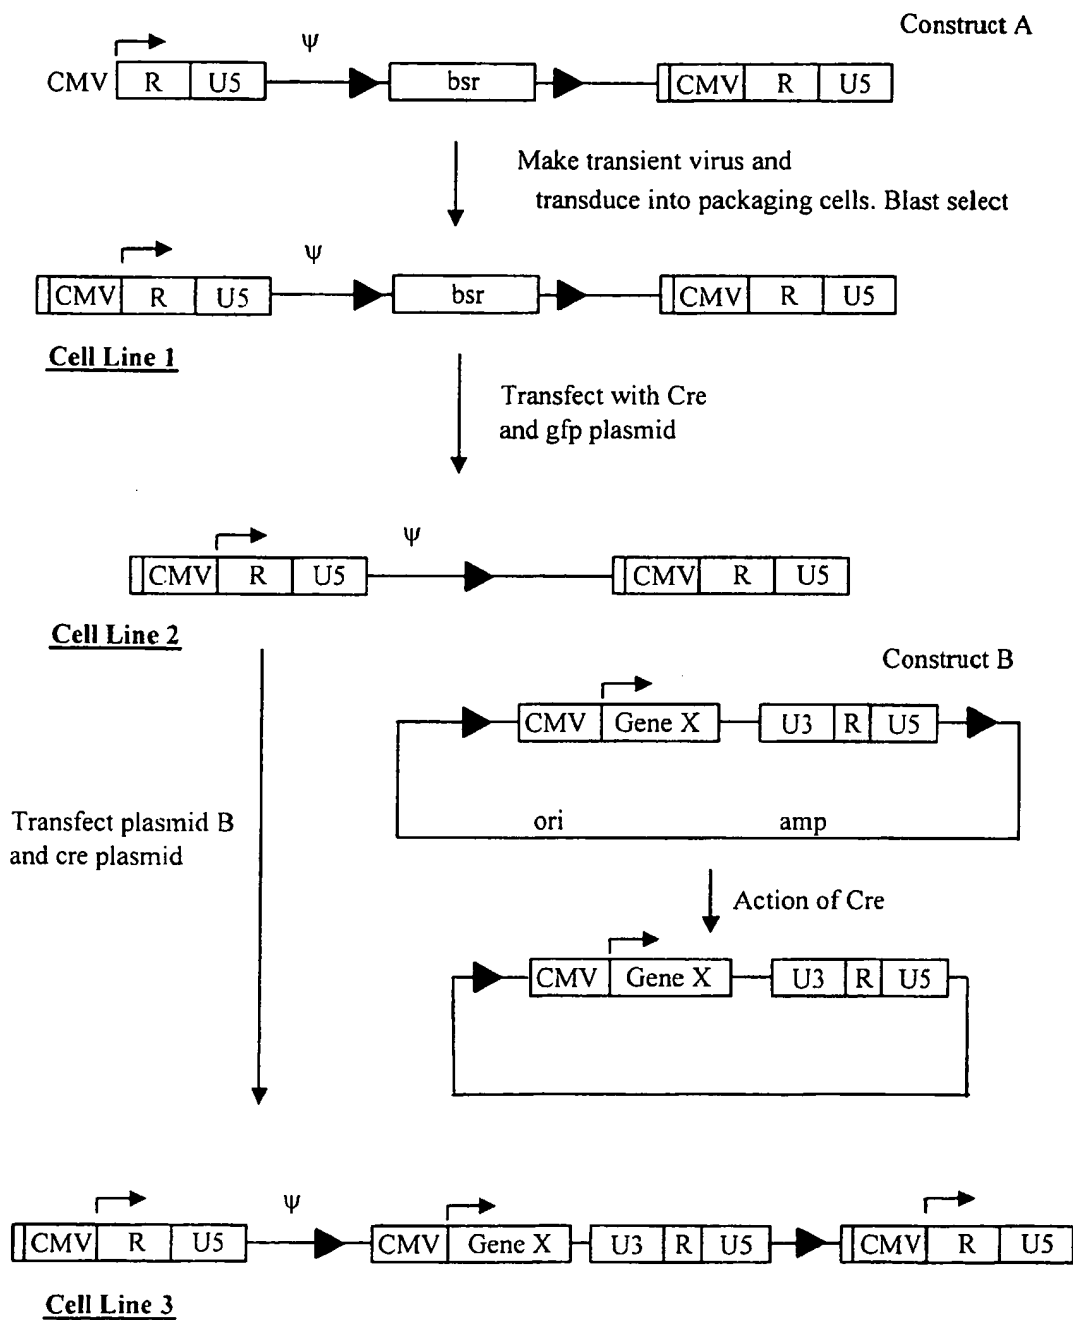 Construct A
ψ
CMV R U5 bsr CMV R U5
Make transient virus and
transduce into packaging cells. Blast select
ψ
CMV R U5 bsr CMV R U5
Cell Line 1
Transfect with Cre
and gfp plasmid
ψ
CMV R U5 CMV R U5
Cell Line 2
Construct B
CMV Gene X U3 R U5
ori amp
Transfect plasmid B
and cre plasmid
Action of Cre
CMV Gene X U3 R U5
ψ
CMV R U5 CMV Gene X U3 R U5 CMV R U5
Cell Line 3